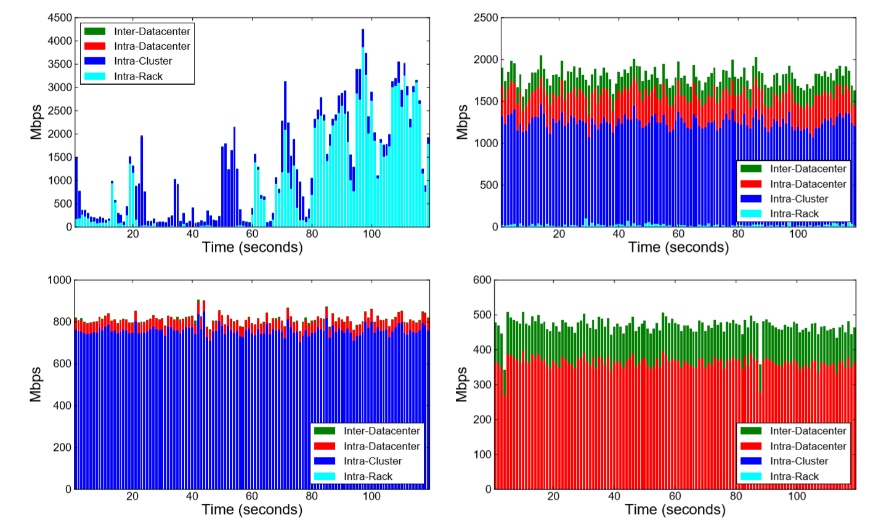 4500
4000
3500
3000
2500
2000
1500
1000
500
0
Mbps
Inter-Datacenter
Intra-Datacenter
Intra-Cluster
Intra-Rack
20 40 60 80 100
Time (seconds)
2500
2000
1500
1000
500
0
Mbps
Inter-Datacenter
Intra-Datacenter
Intra-Cluster
Intra-Rack
20 40 60 80 100
Time (seconds)
1000
800
600
400
200
0
Mbps
Inter-Datacenter
Intra-Datacenter
Intra-Cluster
Intra-Rack
20 40 60 80 100
Time (seconds)
600
500
400
300
200
100
0
Mbps
Inter-Datacenter
Intra-Datacenter
Intra-Cluster
Intra-Rack
20 40 60 80 100
Time (seconds)